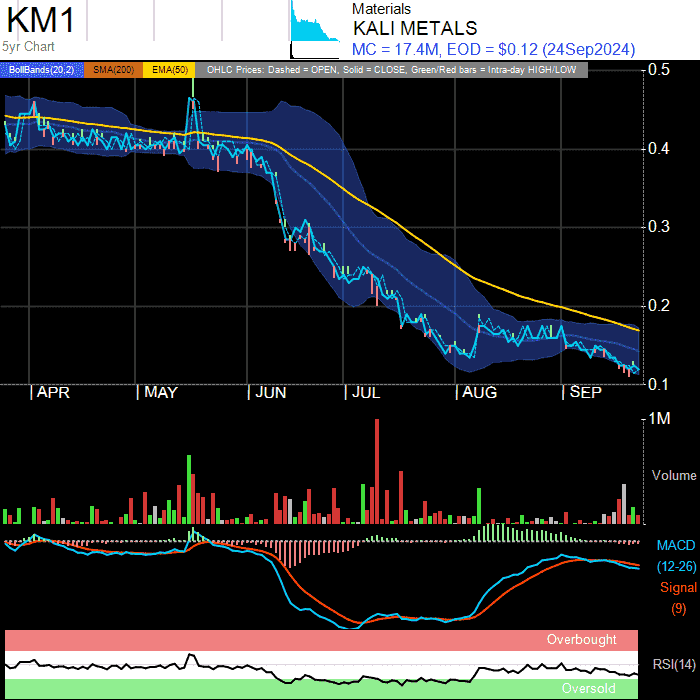 KM1
5yr Chart
Materials
KALI METALS
MC = 17.4M, EOD = $0.12 (24Sep2024)
BollBands(20,2) SMA(200) EMA(50) OHLC Prices: Dashed = OPEN, Solid = CLOSE, Green/Red bars = Intra-day HIGH/LOW
0.5
0.4
0.3
0.2
0.1
APR MAY JUN JUL AUG SEP
1M
Volume
MACD
(12-26)
Signal
(9)
Overbought
RSI(14)
Oversold